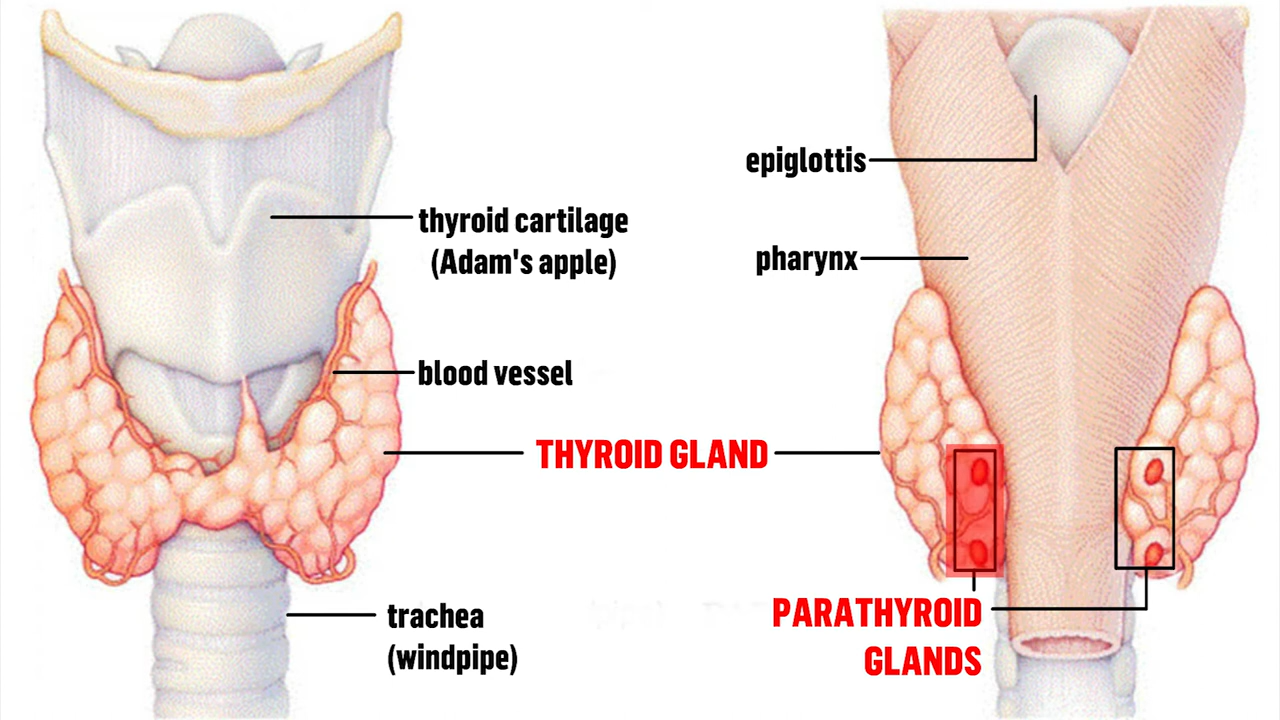 thyroid cartilage
(Adam's apple)
blood vessel
THYROID GLAND
trachea
(windpipe)
epiglottis
pharynx
PARATHYROID
GLANDS